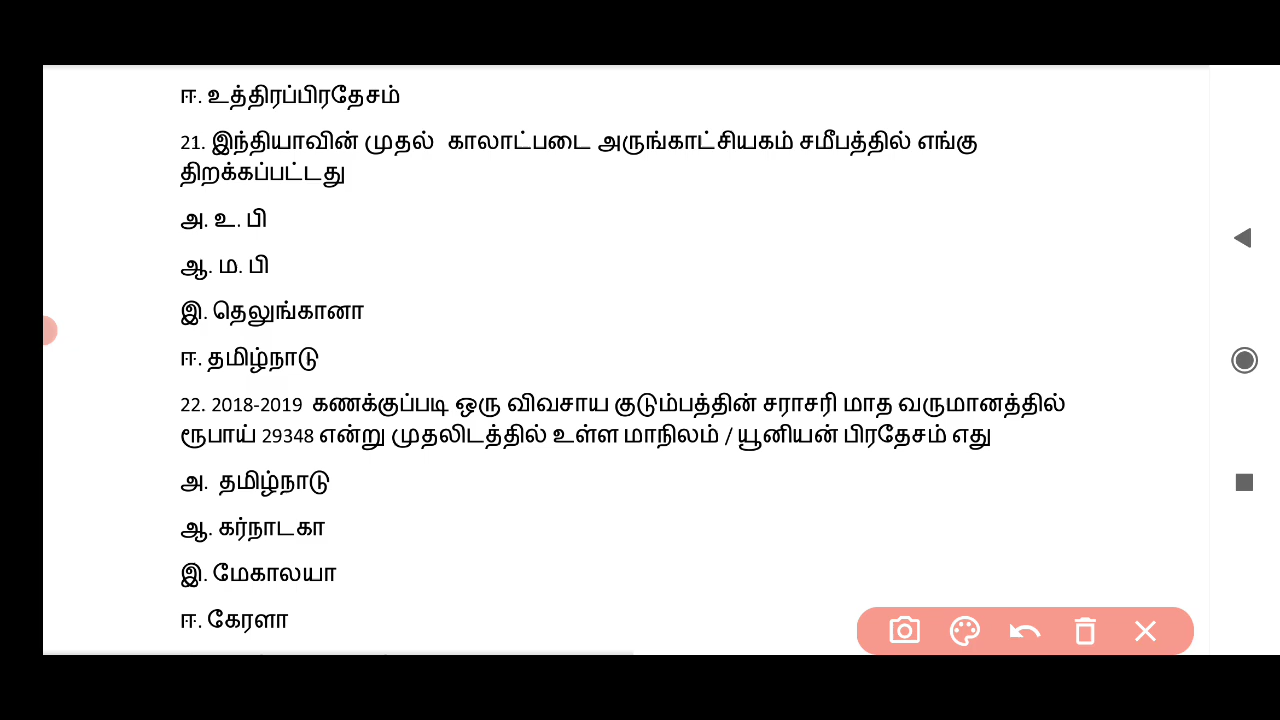 ஈ. உத்திரப்பிரதேசம்
21. இந்தியாவின் முதல் காலாட்படை அருங்காட்சியகம் சமீபத்தில் எங்கு
திறக்கப்பட்டது
அ. உ. பி
ஆ. ம. பி
இ. தெலுங்கானா
ஈ. தமிழ்நாடு
22. 2018-2019 கணக்குப்படி ஒரு விவசாய குடும்பத்தின் சராசரி மாத வருமானத்தில்
ரூபாய் 29348 என்று முதலிடத்தில் உள்ள மாநிலம் / யூனியன் பிரதேசம் எது
அ. தமிழ்நாடு
ஆ. கர்நாடகா
இ. மேகாலயா
ஈ. கேரளா